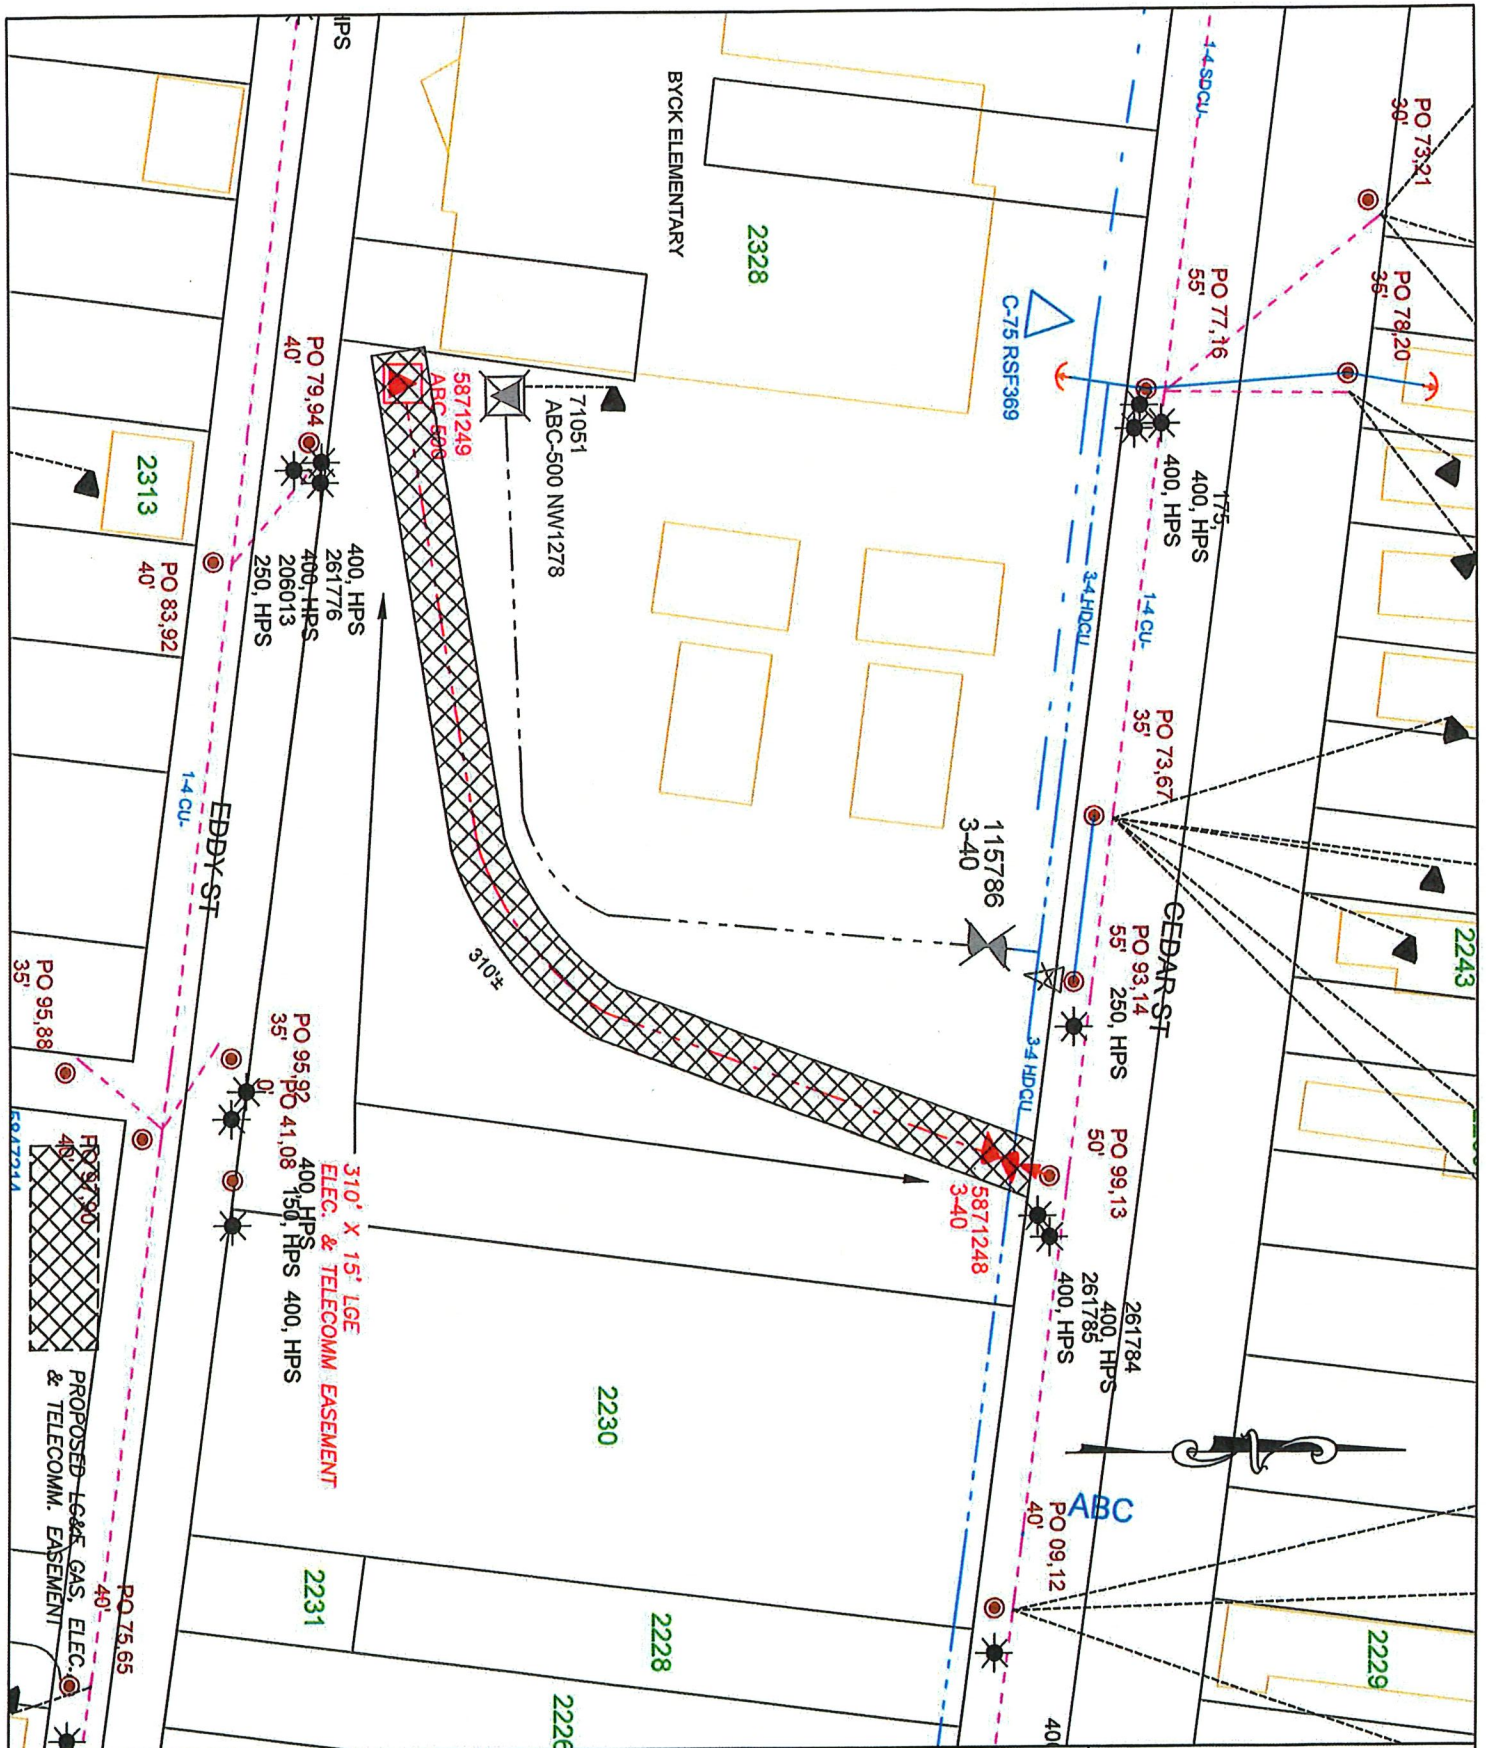 HPS
BYCK ELEMENTARY
2328
1-4 SDCU-
PO 73,21
30'
PO 78,20
35'
PO 77,16
55'
C-75 RSF369
175,
400, HPS
400, HPS
71051
ABC-500 NW1278
5871249
ABC-500
PO 79,94
40'
2313
PO 83,92
40'
400, HPS
261776
400, HPS
206013
250, HPS
3-4 HDCU
1-4 CU-
PO 73,67
35'
115786
3-40
CEDAR ST
PO 93,14
55'
250, HPS
2243
1-4 CU-
EDDY ST
310'±
3-4 HDCU
PO 95,88
35'
PO 95,92
35'
PO 41,08
0'
400 HPS
150, HPS
400, HPS
PO 99,13
50'
5871248
3-40
310' X 15' LGE
ELEC. & TELECOMM EASEMENT
261784
400, HPS
261785
400, HPS
5847214
40'
PROPOSED LG&E GAS, ELEC.,
& TELECOMM. EASEMENT
2230
ABC
PO 09,12
40'
2231
2228
2226
2229
PO 75,65
40'